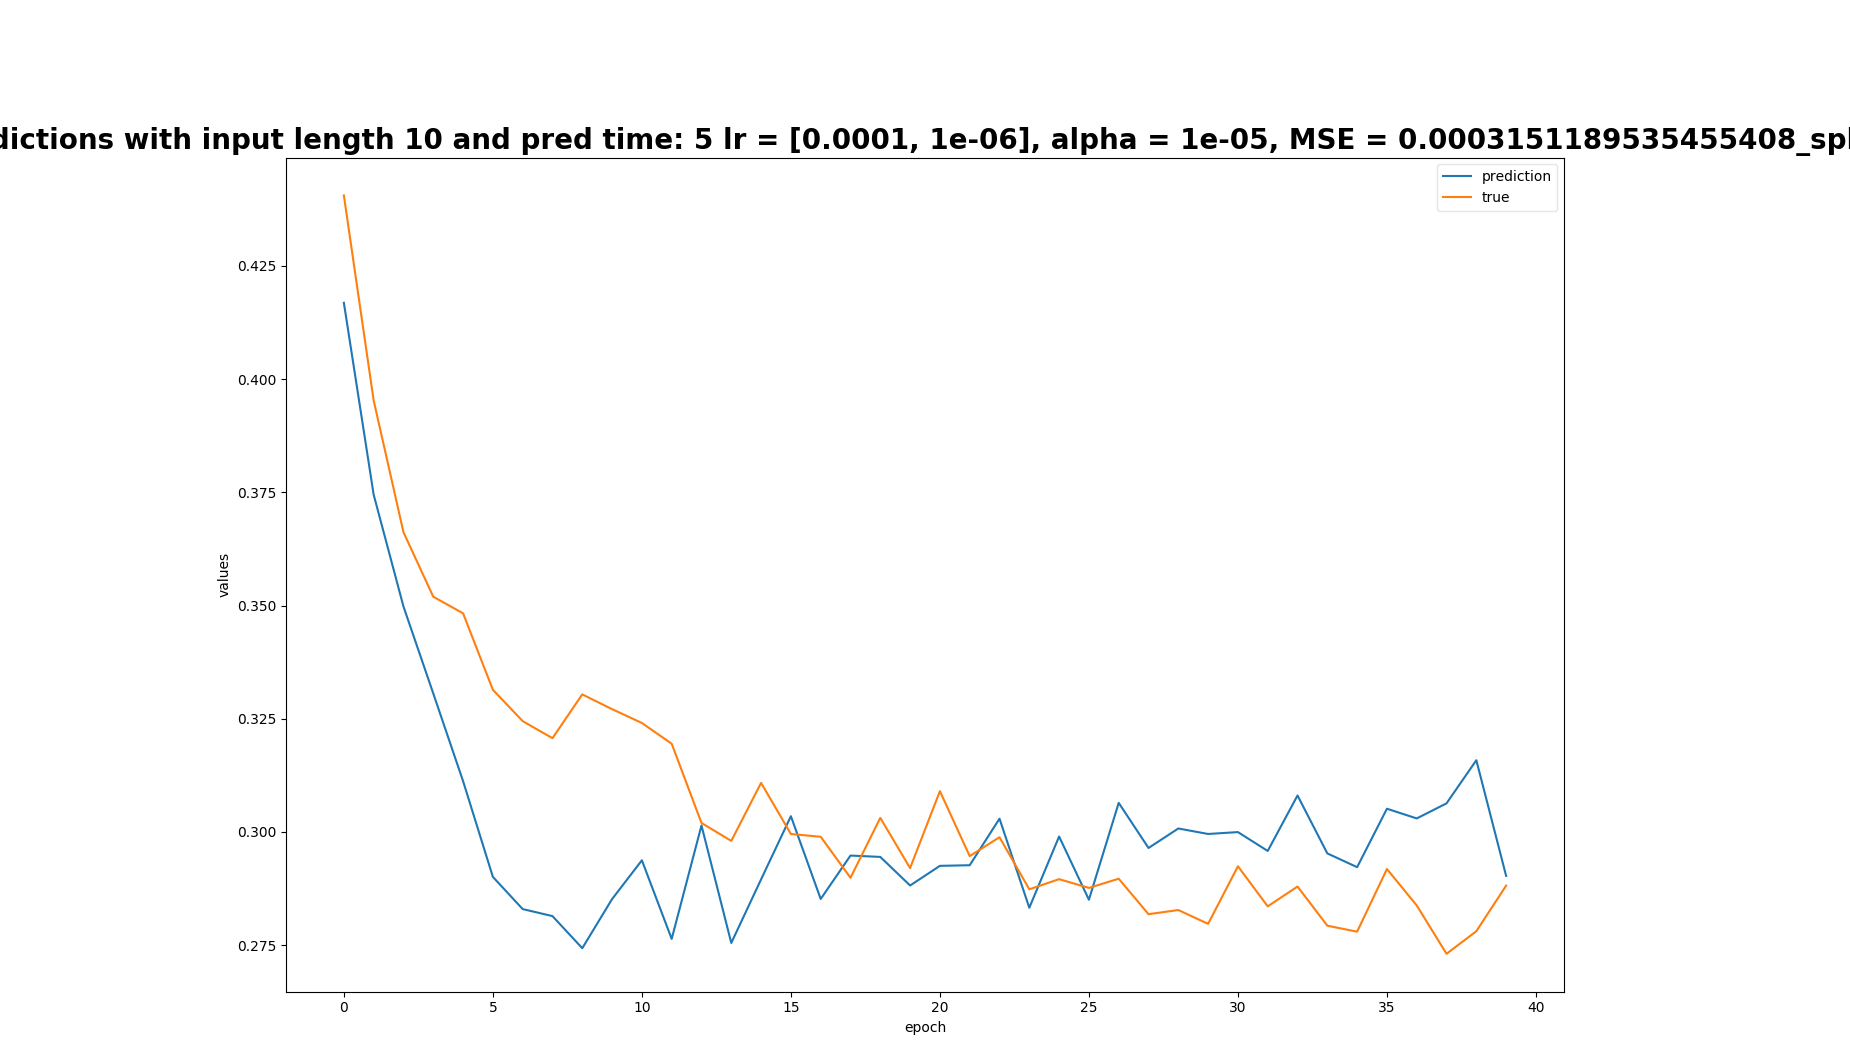 dictions with input length 10 and pred time: 5 lr = [0.0001, 1e-06], alpha = 1e-05, MSE = 0.0003151189535455408_spl
prediction
true
0.425
0.400
0.375
0.350
0.325
0.300
0.275
values
0 5 10 15 20 25 30 35 40
epoch